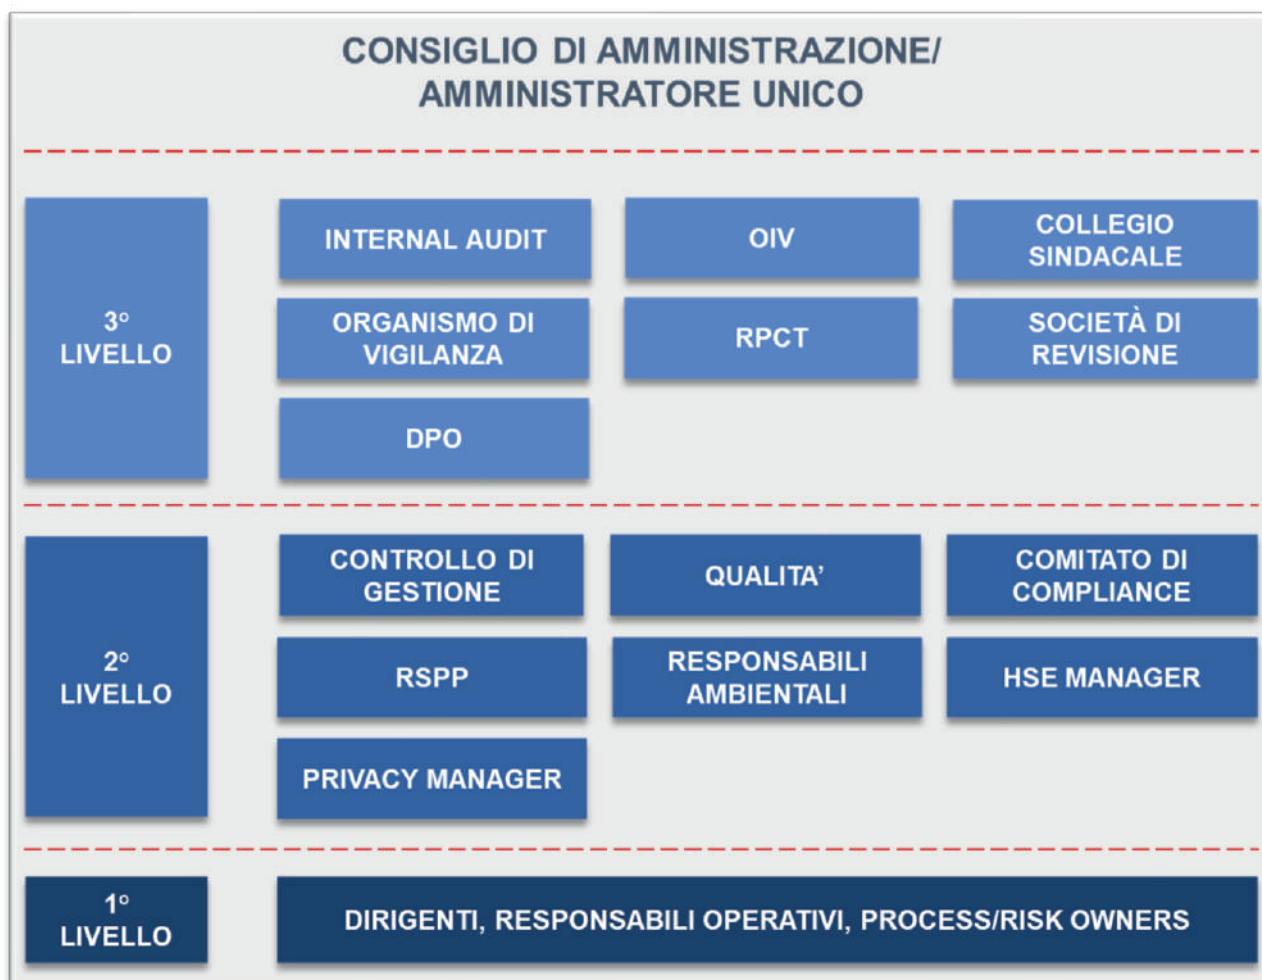 CONSIGLIO DI AMMINISTRAZIONE/
AMMINISTRATORE UNICO
3°
LIVELLO
INTERNAL AUDIT
OIV
COLLEGIO
SINDACALE
ORGANISMO DI
VIGILANZA
RPCT
SOCIETÀ DI
REVISIONE
DPO
2°
LIVELLO
CONTROLLO DI
GESTIONE
QUALITA’
COMITATO DI
COMPLIANCE
RSPP
RESPONSABILI
AMBIENTALI
HSE MANAGER
PRIVACY MANAGER
1°
LIVELLO
DIRIGENTI, RESPONSABILI OPERATIVI, PROCESS/RISK OWNERS